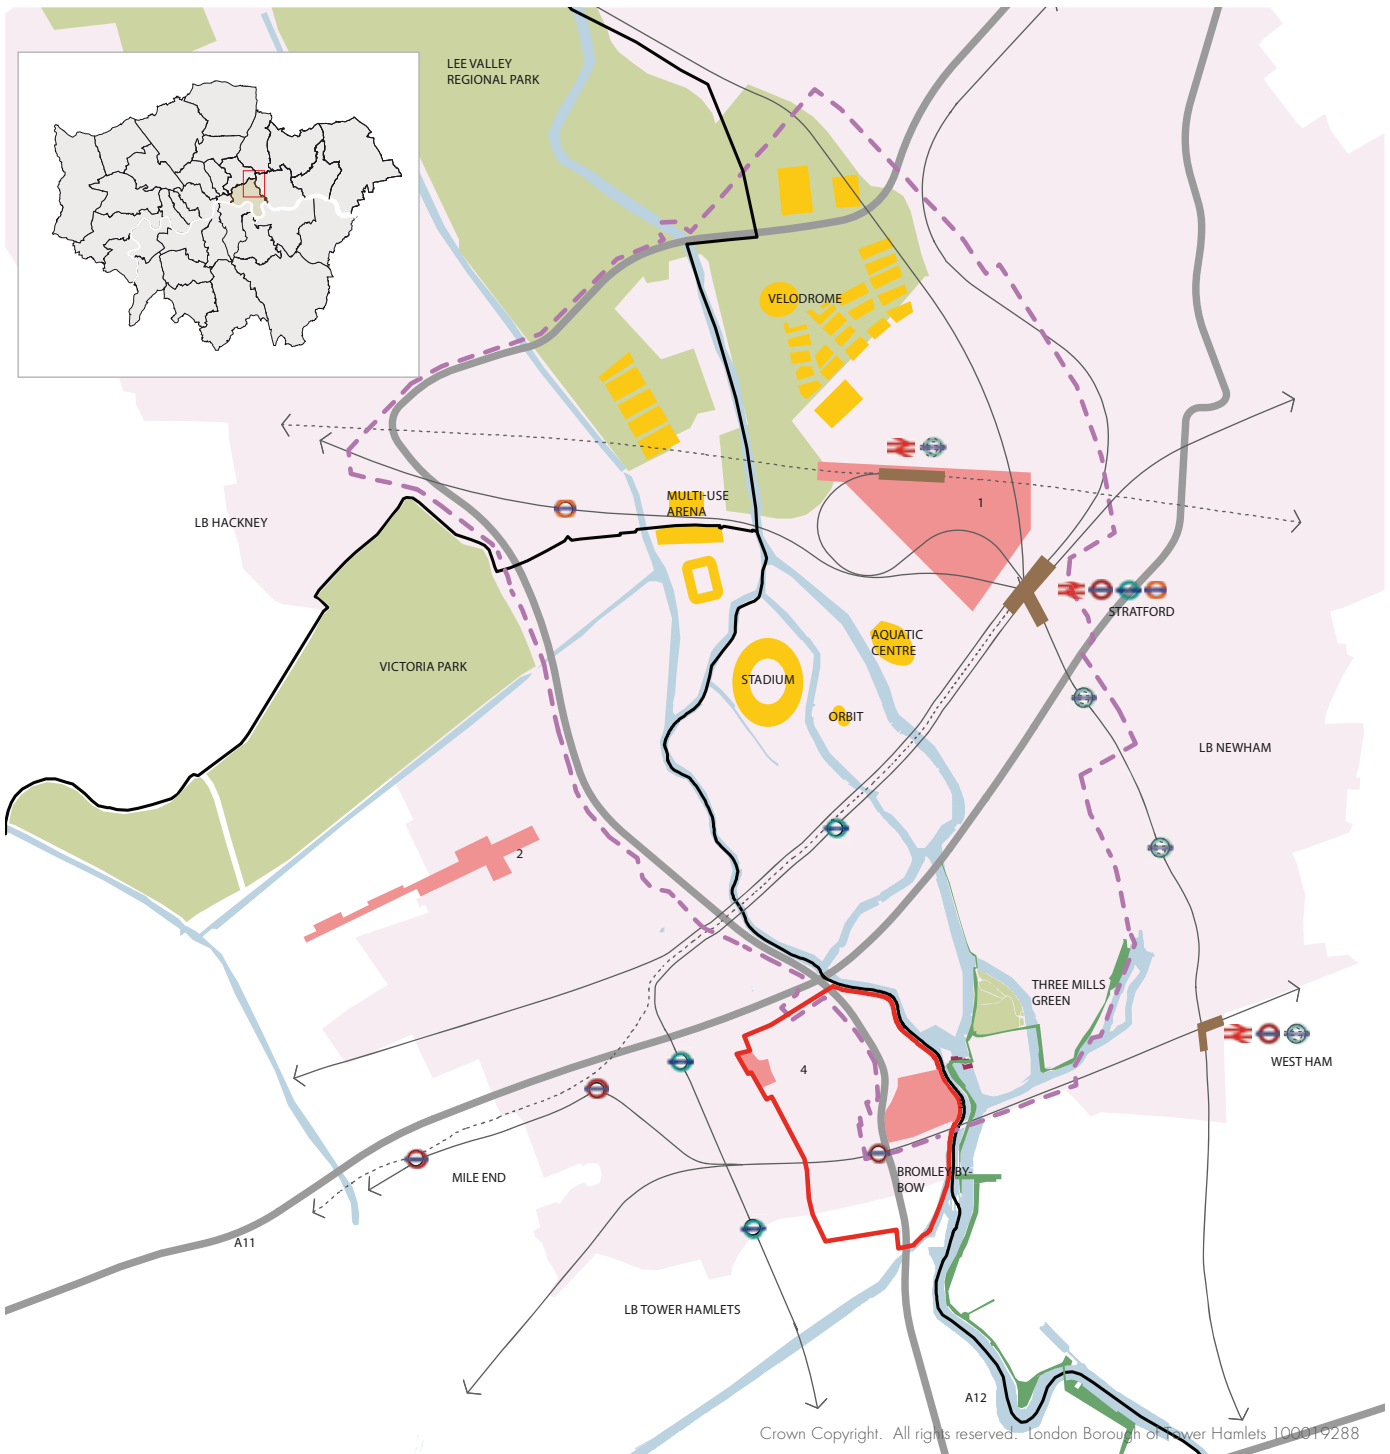 LEE VALLEY
REGIONAL PARK
VELODROME
MULTI-USE
ARENA
1
LB HACKNEY
STRATFORD
AQUATIC
CENTRE
VICTORIA PARK
STADIUM
ORBIT
LB NEWHAM
2
THREE MILLS
GREEN
WEST HAM
4
MILE END
BROMLEY-BY-
BOW
A11
LB TOWER HAMLETS
A12
Crown Copyright. All rights reserved. London Borough of Tower Hamlets 100019288